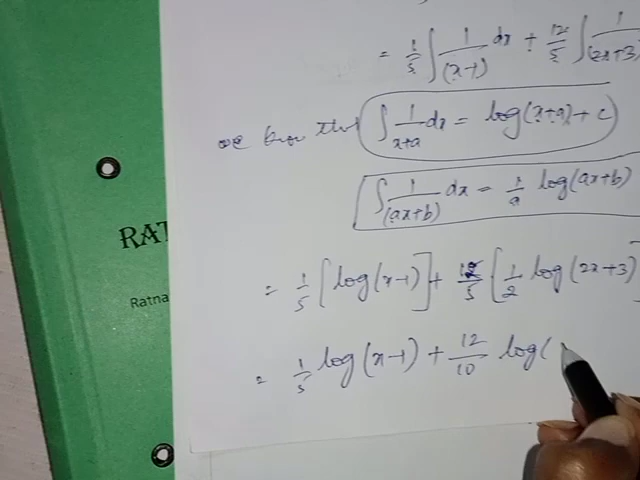 = 1/5 ∫ 1/(x-1) dx + 12/5 ∫ 1/(2x+3)
we know that ∫ 1/(x+a) dx = log(x+a) + c
∫ 1/(ax+b) dx = 1/a log(ax+b)
= 1/5 [log(x-1)] + 12/5 [1/2 log(2x+3)]
= 1/5 log(x-1) + 12/10 log(
RAT
Ratna